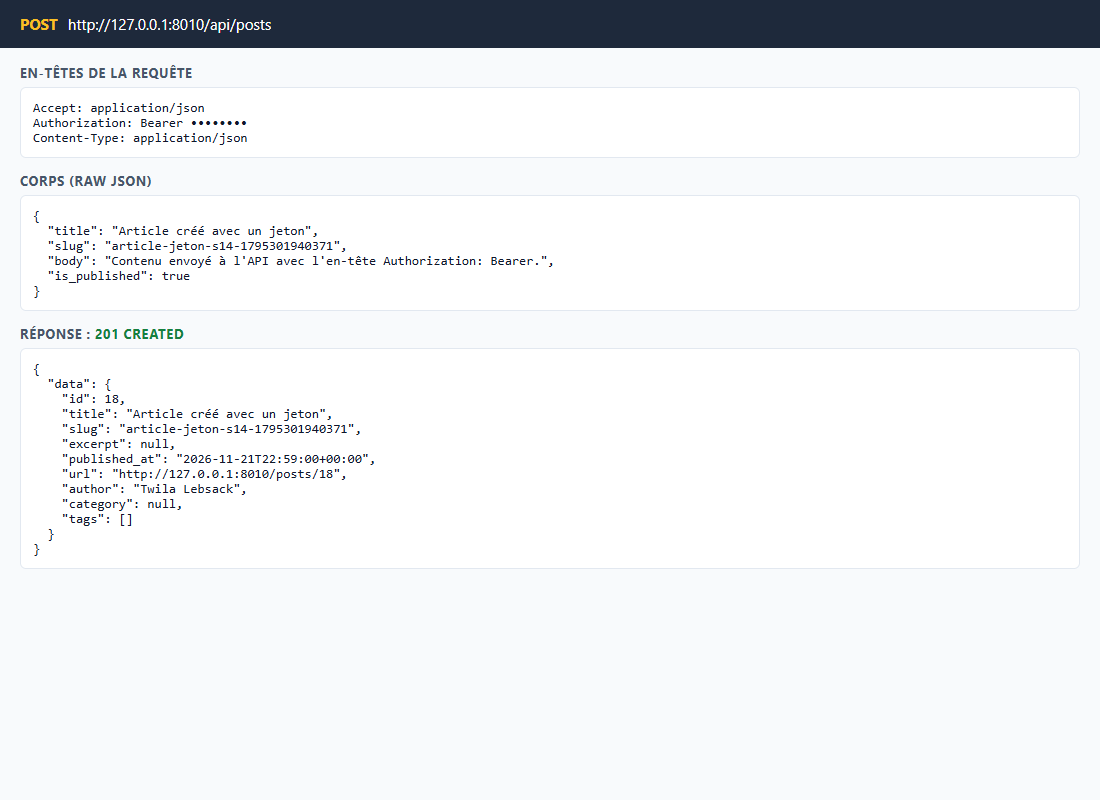 POST http://127.0.0.1:8010/api/posts
EN-TÊTES DE LA REQUÊTE
Accept: application/json
Authorization: Bearer ••••••••
Content-Type: application/json
CORPS (RAW JSON)
{
  "title": "Article créé avec un jeton",
  "slug": "article-jeton-s14-1795301940371",
  "body": "Contenu envoyé à l'API avec l'en-tête Authorization: Bearer.",
  "is_published": true
}
RÉPONSE : 201 CREATED
{
  "data": {
    "id": 18,
    "title": "Article créé avec un jeton",
    "slug": "article-jeton-s14-1795301940371",
    "excerpt": null,
    "published_at": "2026-11-21T22:59:00+00:00",
    "url": "http://127.0.0.1:8010/posts/18",
    "author": "Twila Lebsack",
    "category": null,
    "tags": []
  }
}